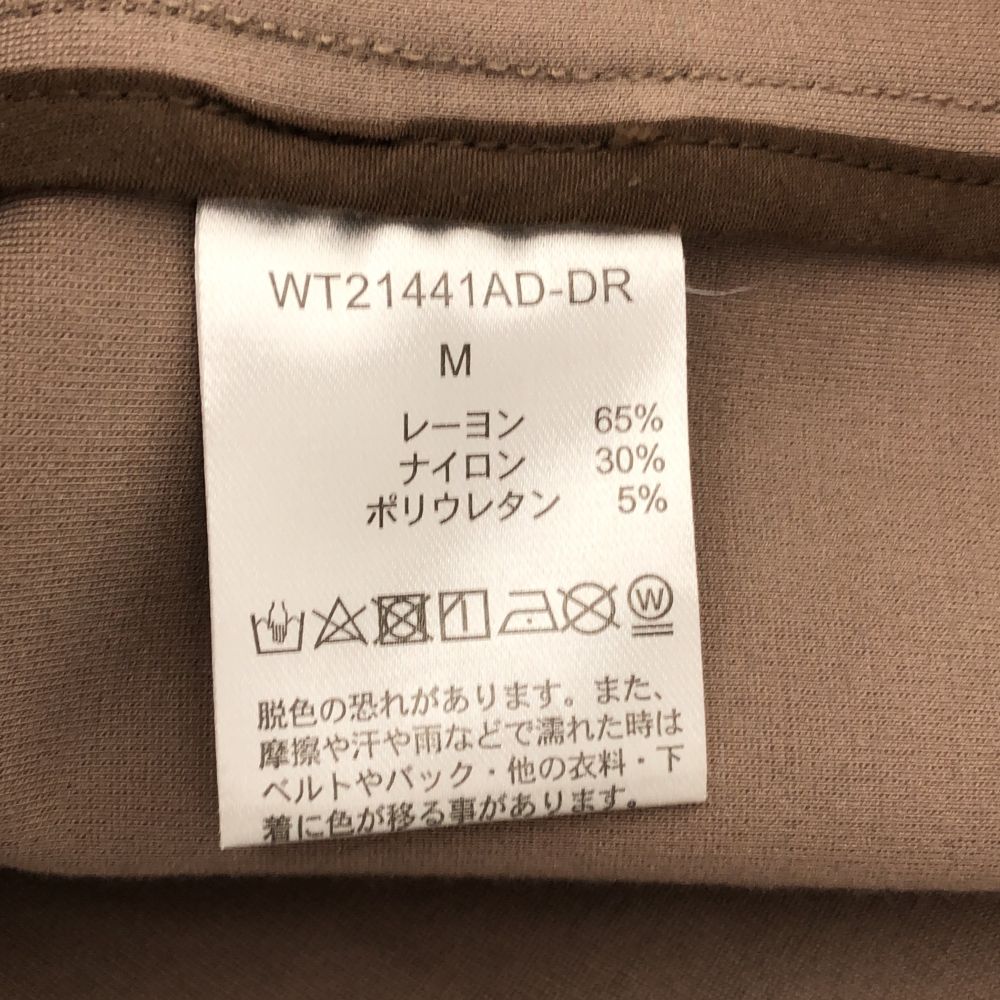 WT21441AD-DR
M
レーヨン 65%
ナイロン 30%
ポリウレタン 5%
W
脱色の恐れがあります。また、
摩擦や汗や雨などで濡れた時は
ベルトやバック・他の衣料・下
着に色が移る事があります。